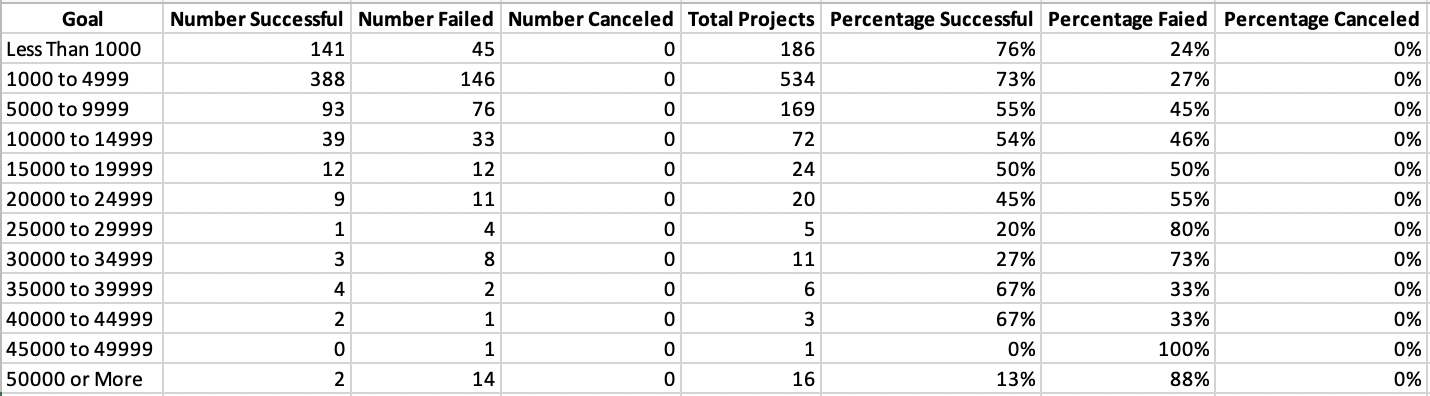 Goal Number Successful Number Failed Number Canceled Total Projects Percentage Successful Percentage Faied Percentage Canceled
Less Than 1000 141 45 0 186 76% 24% 0%
1000 to 4999 388 146 0 534 73% 27% 0%
5000 to 9999 93 76 0 169 55% 45% 0%
10000 to 14999 39 33 0 72 54% 46% 0%
15000 to 19999 12 12 0 24 50% 50% 0%
20000 to 24999 9 11 0 20 45% 55% 0%
25000 to 29999 1 4 0 5 20% 80% 0%
30000 to 34999 3 8 0 11 27% 73% 0%
35000 to 39999 4 2 0 6 67% 33% 0%
40000 to 44999 2 1 0 3 67% 33% 0%
45000 to 49999 0 1 0 1 0% 100% 0%
50000 or More 2 14 0 16 13% 88% 0%